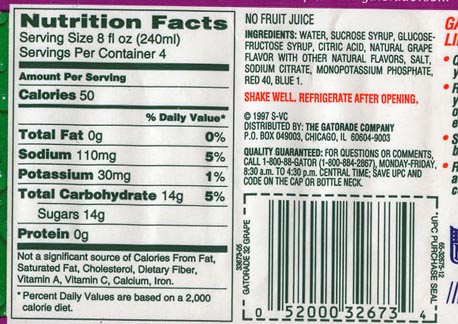 Nutrition Facts
Serving Size 8 fl oz (240ml)
Servings Per Container 4
Amount Per Serving
Calories 50
% Daily Value*
Total Fat 0g 0%
Sodium 110mg 5%
Potassium 30mg 1%
Total Carbohydrate 14g 5%
Sugars 14g
Protein 0g
Not a significant source of Calories From Fat,
Saturated Fat, Cholesterol, Dietary Fiber,
Vitamin A, Vitamin C, Calcium, Iron.
* Percent Daily Values are based on a 2,000
calorie diet.
NO FRUIT JUICE
INGREDIENTS: WATER, SUCROSE SYRUP, GLUCOSE-
FRUCTOSE SYRUP, CITRIC ACID, NATURAL GRAPE
FLAVOR WITH OTHER NATURAL FLAVORS, SALT,
SODIUM CITRATE, MONOPOTASSIUM PHOSPHATE,
RED 40, BLUE 1.
SHAKE WELL. REFRIGERATE AFTER OPENING.
© 1997 S-VC
DISTRIBUTED BY: THE GATORADE COMPANY
P.O. BOX 049003, CHICAGO, IL 60604-9003
QUALITY GUARANTEED: FOR QUESTIONS OR COMMENTS,
CALL 1-800-88-GATOR (1-800-884-2867), MONDAY-FRIDAY,
8:30 a.m. TO 4:30 p.m. CENTRAL TIME; SAVE UPC AND
CODE ON THE CAP OR BOTTLE NECK.
33673-05
GATORADE 32 GRAPE
0 52000 32673 4
UPC PURCHASE SEAL